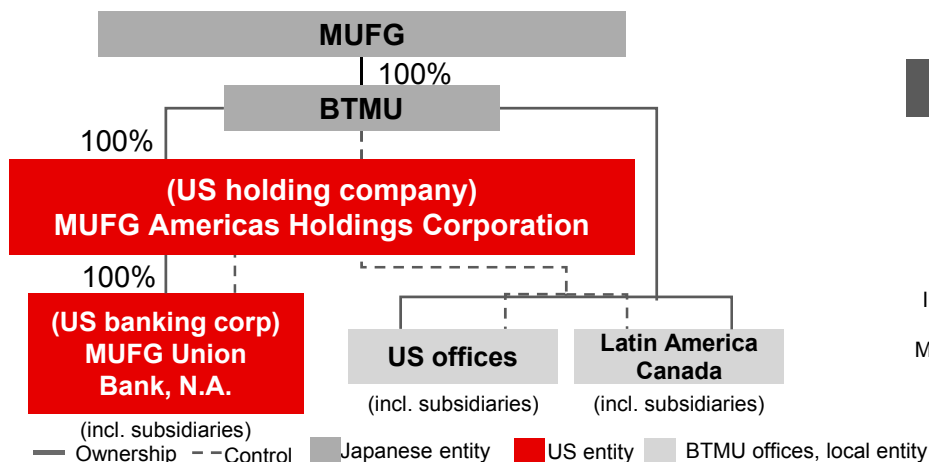 MUFG
100%
BTMU
100%
(US holding company)
MUFG Americas Holdings Corporation
100%
(US banking corp)
MUFG Union
Bank, N.A.
US offices
Latin America
Canada
(incl. subsidiaries)
(incl. subsidiaries)
(incl. subsidiaries)
Ownership
Control
Japanese entity
US entity
BTMU offices, local entity
I
M